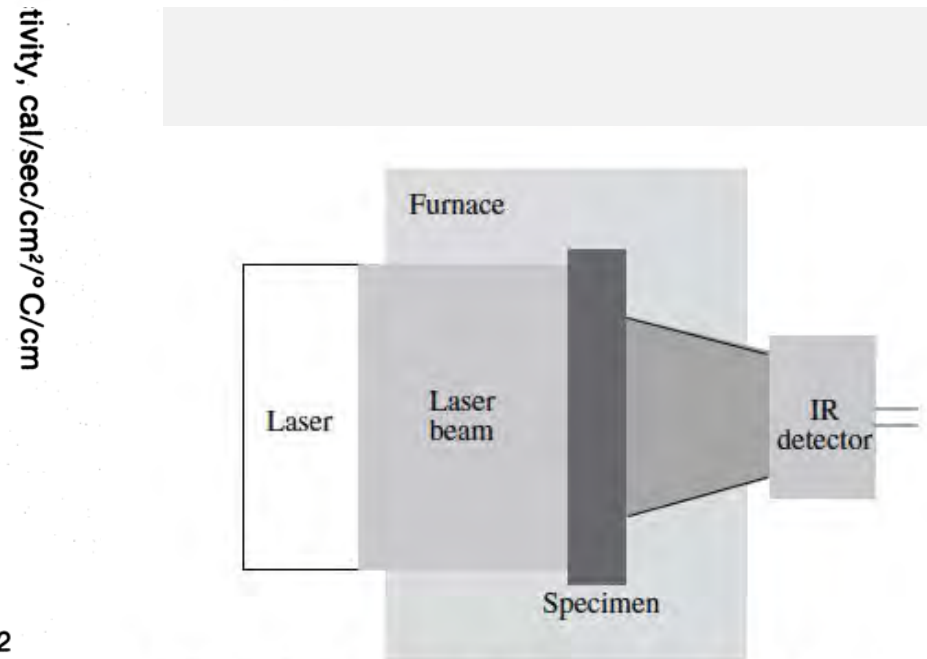 tivity, cal/sec/cm²/°C/cm
Furnace
Laser
Laser
beam
IR
detector
Specimen
2